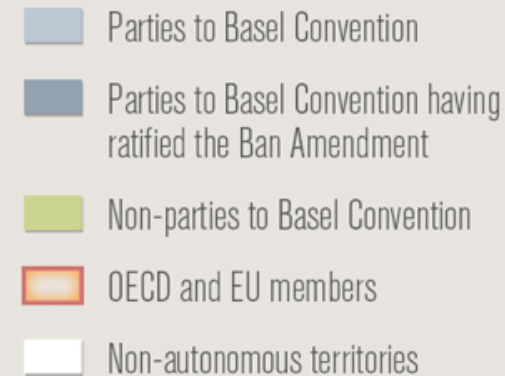 Parties to Basel Convention
Parties to Basel Convention having
ratified the Ban Amendment
Non-parties to Basel Convention
OECD and EU members
Non-autonomous territories